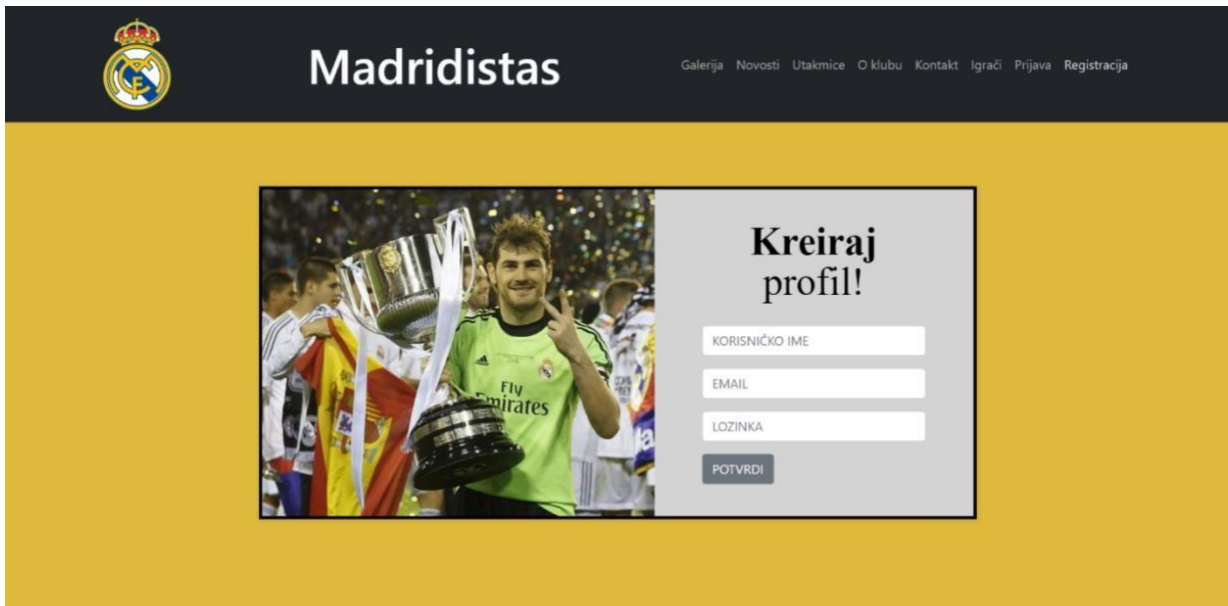 Madridistas
Galerija Novosti Utakmice O klubu Kontakt Igrači Prijava Registracija
Kreiraj
profil!
KORISNIČKO IME
EMAIL
LOZINKA
POTVRDI
Fly
Emirates